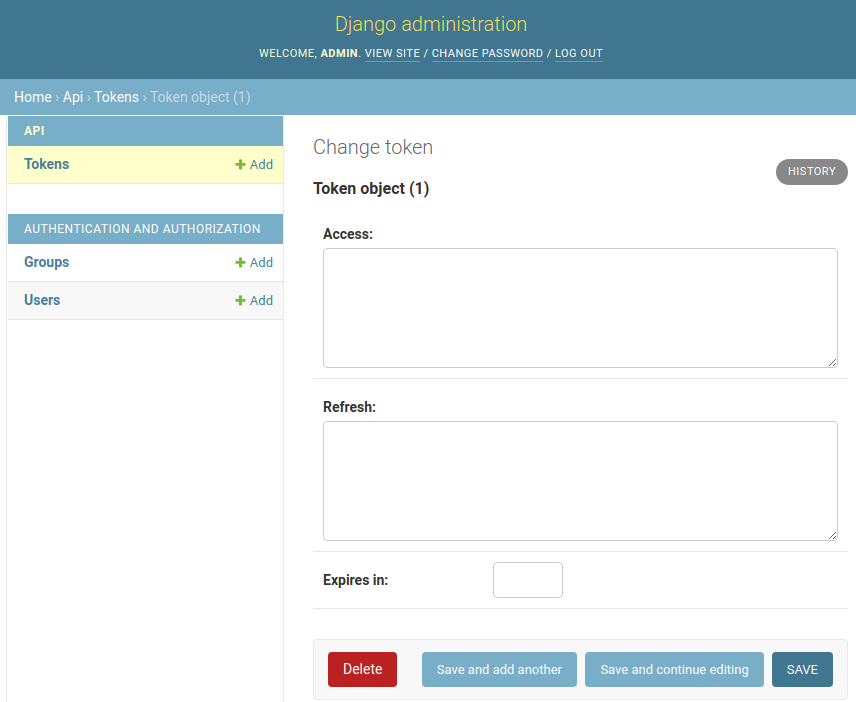 Django administration
WELCOME, ADMIN. VIEW SITE / CHANGE PASSWORD / LOG OUT
Home › Api › Tokens › Token object (1)
API
Tokens + Add
AUTHENTICATION AND AUTHORIZATION
Groups + Add
Users + Add
Change token
HISTORY
Token object (1)
Access:
Refresh:
Expires in:
Delete Save and add another Save and continue editing SAVE